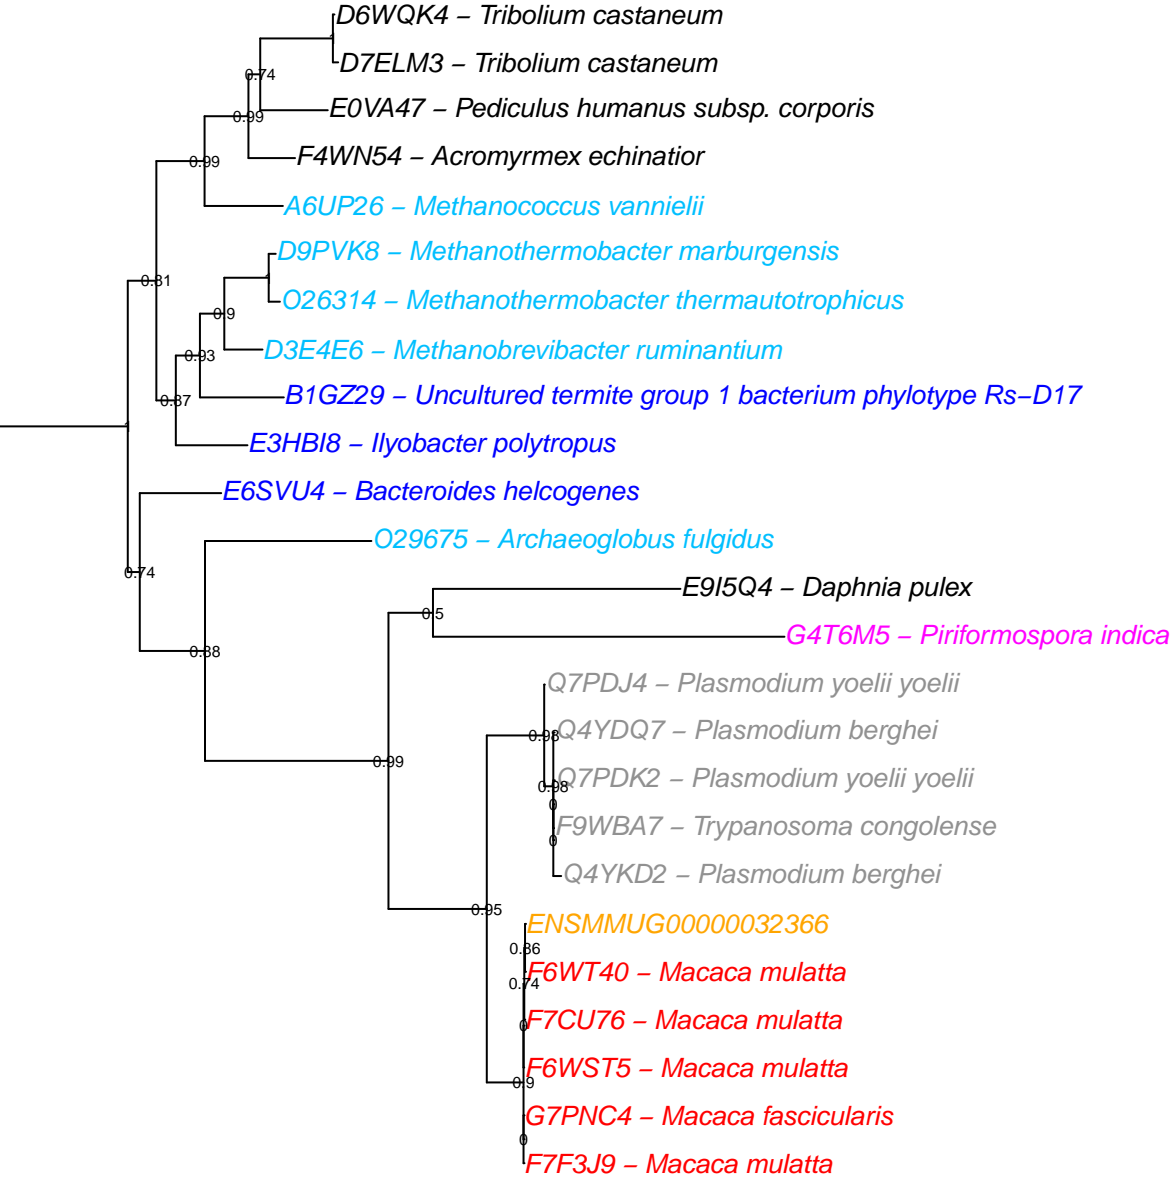 D6WQK4 – Tribolium castaneum
1
D7ELM3 – Tribolium castaneum
0.74
E0VA47 – Pediculus humanus subsp. corporis
0.99
F4WN54 – Acromyrmex echinatior
0.99
A6UP26 – Methanococcus vannielii
D9PVK8 – Methanothermobacter marburgensis
1
0.81
O26314 – Methanothermobacter thermautotrophicus
0.9
D3E4E6 – Methanobrevibacter ruminantium
0.93
B1GZ29 – Uncultured termite group 1 bacterium phylotype Rs–D17
0.87
1
E3HBI8 – Ilyobacter polytropus
E6SVU4 – Bacteroides helcogenes
O29675 – Archaeoglobus fulgidus
0.74
E9I5Q4 – Daphnia pulex
0.5
G4T6M5 – Piriformospora indica
0.88
Q7PDJ4 – Plasmodium yoelii yoelii
Q4YDQ7 – Plasmodium berghei
0.98
0.99
Q7PDK2 – Plasmodium yoelii yoelii
0.98
0
F9WBA7 – Trypanosoma congolense
0
Q4YKD2 – Plasmodium berghei
0.95
ENSMMUG00000032366
0.86
F6WT40 – Macaca mulatta
0.74
F7CU76 – Macaca mulatta
0
F6WST5 – Macaca mulatta
0.9
G7PNC4 – Macaca fascicularis
0
F7F3J9 – Macaca mulatta